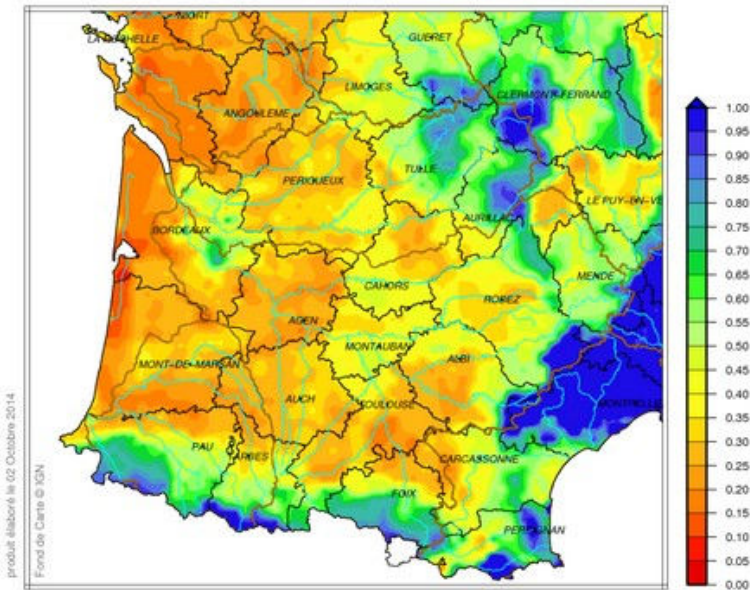 NIORT
LA ROCHELLE
GUERET
LIMOGES
CLERMONT-FERRAND
ANGOULEME
TULLE
PERIGUEUX
LE PUY-EN-VE
AURILLAC
BORDEAUX
MENDE
CAHORS
RODEZ
AGEN
MONTAUBAN
ALBI
MONT-DE-MARSAN
AUCH
TOULOUSE
MONTPELLIE
PAU
TARBES
CARCASSONNE
FOIX
PERPIGNAN
1.00
0.95
0.90
0.85
0.80
0.75
0.70
0.65
0.60
0.55
0.50
0.45
0.40
0.35
0.30
0.25
0.20
0.15
0.10
0.05
0.00
produit élaboré le 02 Octobre 2014
Fond de Carte © IGN